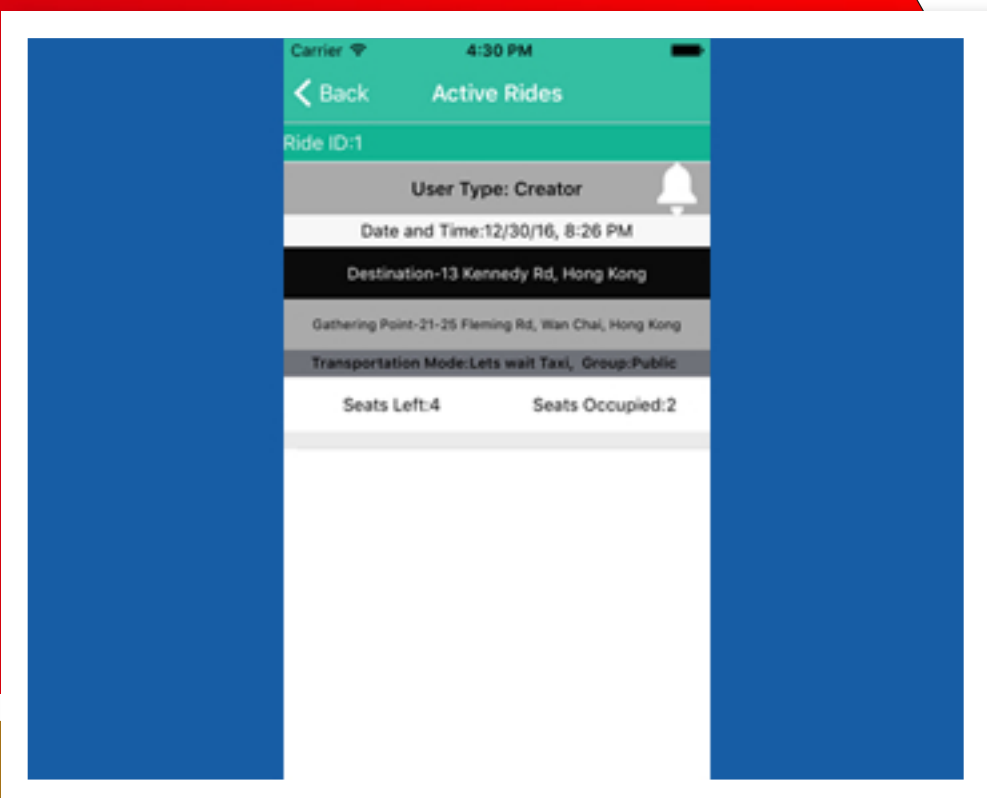 Carrier 4:30 PM
Back Active Rides
Ride ID:1
User Type: Creator
Date and Time:12/30/16, 8:26 PM
Destination-13 Kennedy Rd, Hong Kong
Gathering Point-21-25 Fleming Rd, Wan Chai, Hong Kong
Transportation Mode:Lets wait Taxi, Group:Public
Seats Left:4 Seats Occupied:2